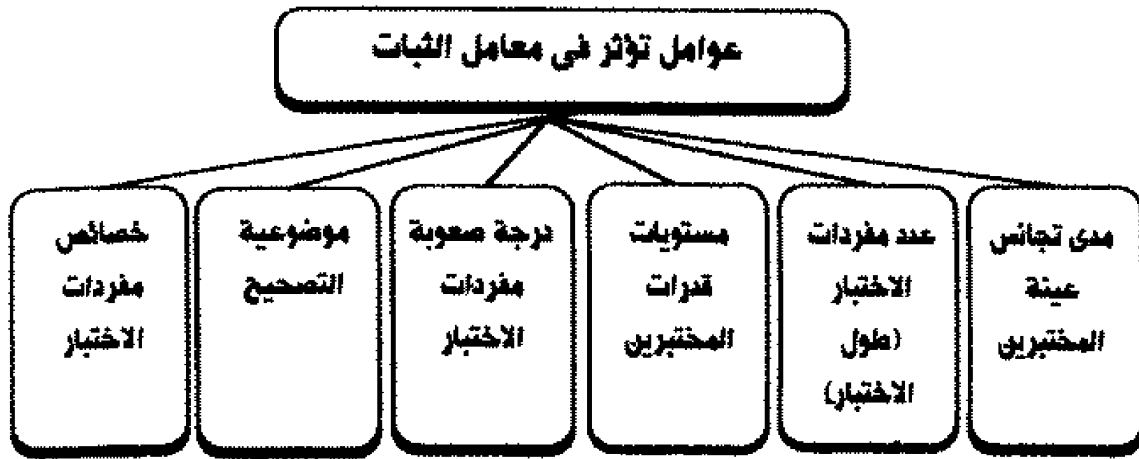 عوامل تؤثر فى معامل الثبات
مدى تجانس
عينة
المختبرين
عدد مفردات
الاختبار
(طول
الاختبار)
مستويات
قدرات
المختبرين
درجة صعوبة
مفردات
الاختبار
موضوعية
التصحيح
خصائص
مفردات
الاختبار